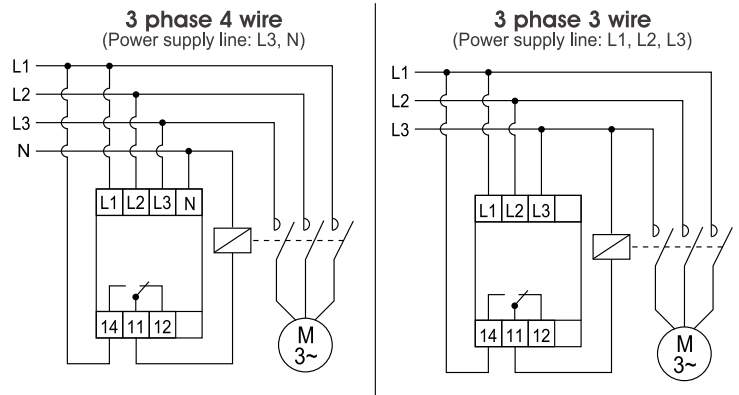 3 phase 4 wire
(Power supply line: L3, N)
L1
L2
L3
N
L1 L2 L3 N
14 11 12
M
3~
3 phase 3 wire
(Power supply line: L1, L2, L3)
L1
L2
L3
L1 L2 L3
14 11 12
M
3~